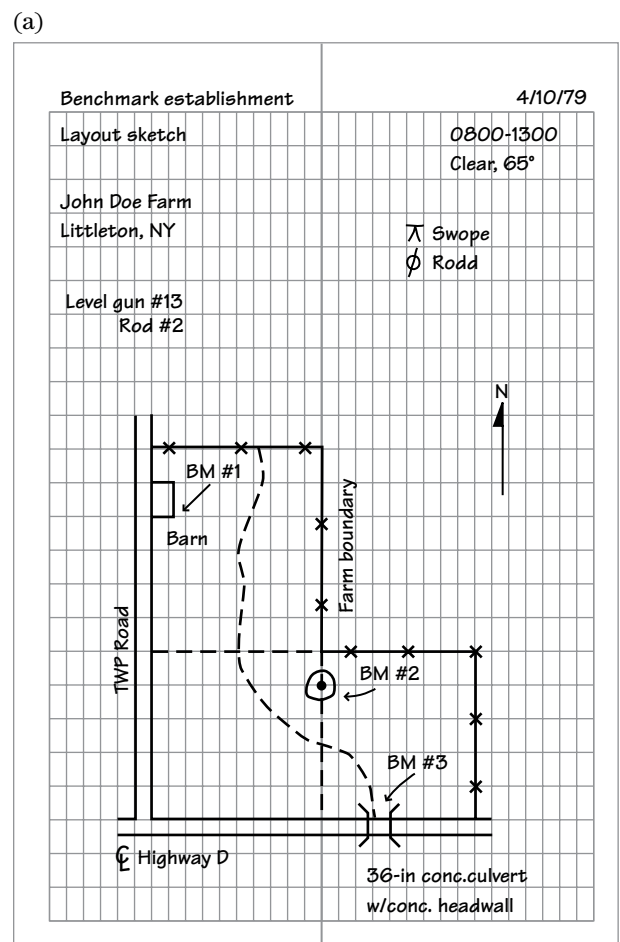 (a)
Benchmark establishment 4/10/79
Layout sketch 0800-1300
Clear, 65°
John Doe Farm
Littleton, NY
Swope
Rodd
Level gun #13
Rod #2
N
BM #1
Barn
Farm boundary
TWP Road
BM #2
BM #3
℄ Highway D
36-in conc.culvert
w/conc. headwall